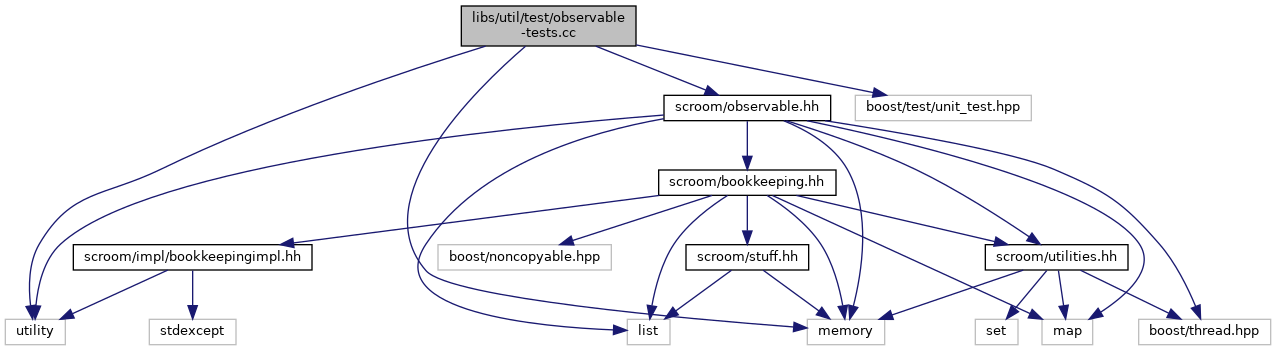 libs/util/test/observable
-tests.cc
scroom/observable.hh
boost/test/unit_test.hpp
scroom/bookkeeping.hh
scroom/impl/bookkeepingimpl.hh
boost/noncopyable.hpp
scroom/stuff.hh
scroom/utilities.hh
utility
stdexcept
list
memory
set
map
boost/thread.hpp